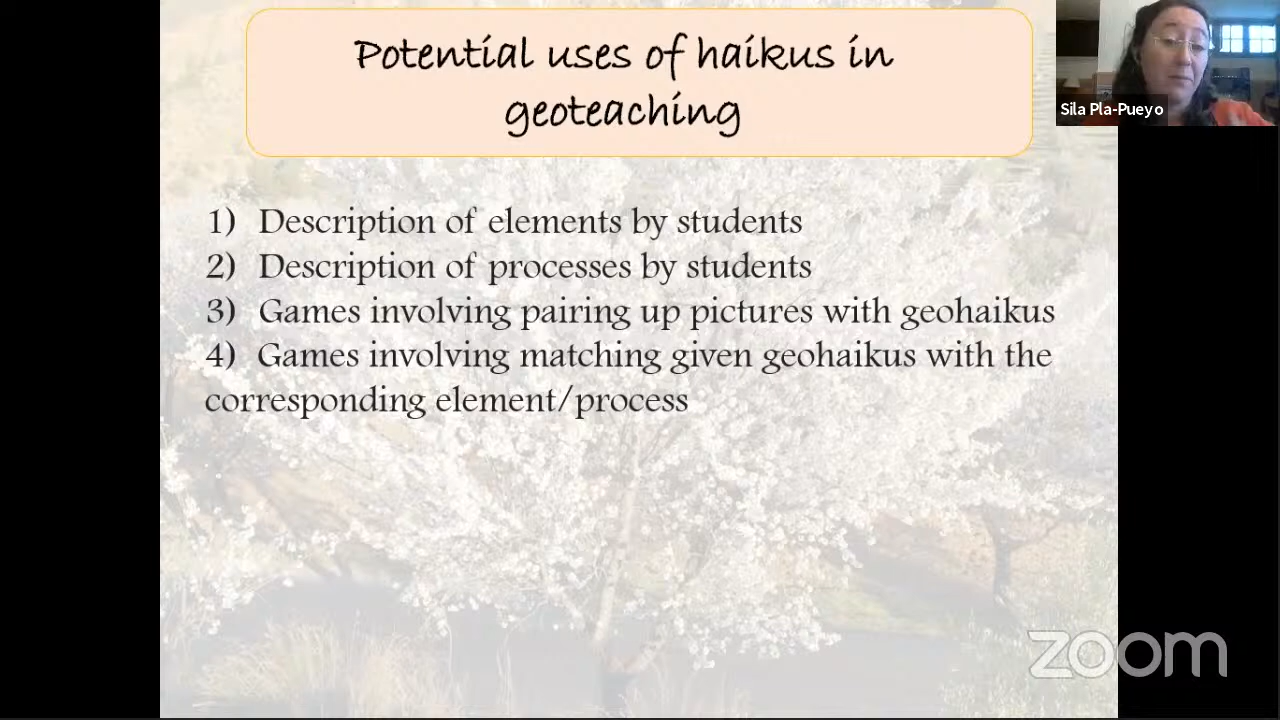 Potential uses of haikus in
geoteaching
Sila Pla-Pueyo
1) Description of elements by students
2) Description of processes by students
3) Games involving pairing up pictures with geohaikus
4) Games involving matching given geohaikus with the
corresponding element/process
zoom